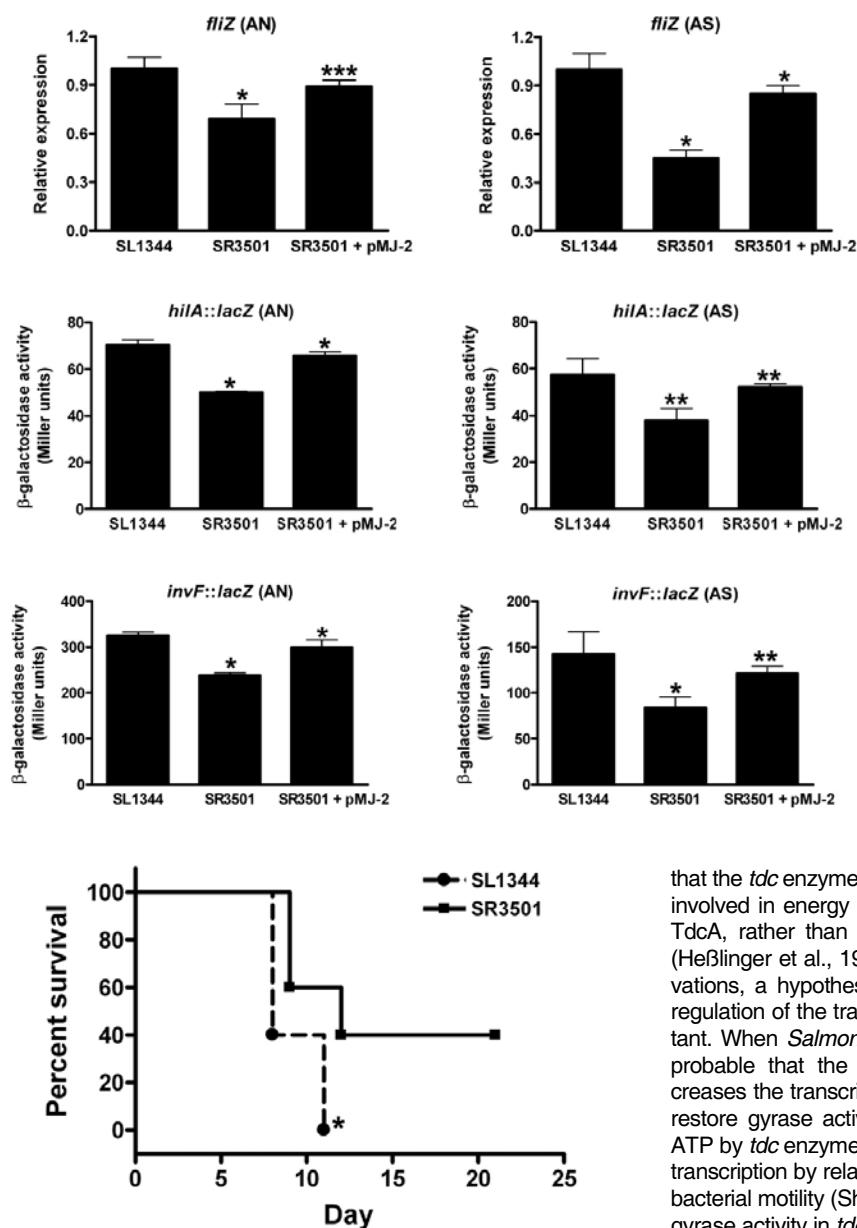 fliZ (AN)
Relative expression
1.2
0.9
0.6
0.3
0.0
*
***
SL1344 SR3501 SR3501 + pMJ-2
fliZ (AS)
Relative expression
1.2
0.9
0.6
0.3
0.0
*
*
SL1344 SR3501 SR3501 + pMJ-2
hilA::lacZ (AN)
β-galactosidase activity
(Miller units)
80
60
40
20
0
*
*
SL1344 SR3501 SR3501 + pMJ-2
hilA::lacZ (AS)
β-galactosidase activity
(Miller units)
80
60
40
20
0
**
**
SL1344 SR3501 SR3501 + pMJ-2
invF::lacZ (AN)
β-galactosidase activity
(Miller units)
400
300
200
100
0
*
*
SL1344 SR3501 SR3501 + pMJ-2
invF::lacZ (AS)
β-galactosidase activity
(Miller units)
200
150
100
50
0
*
**
SL1344 SR3501 SR3501 + pMJ-2
Percent survival
100
80
60
40
20
0
SL1344
SR3501
*
0 5 10 15 20 25
Day
that the tdc enzyme
involved in energy
TdcA, rather than
(Heßlinger et al., 19
vations, a hypothes
regulation of the tra
tant. When Salmon
probable that the
creases the transcri
restore gyrase activ
ATP by tdc enzyme
transcription by rela
bacterial motility (Sh
gyrase activity in tdc